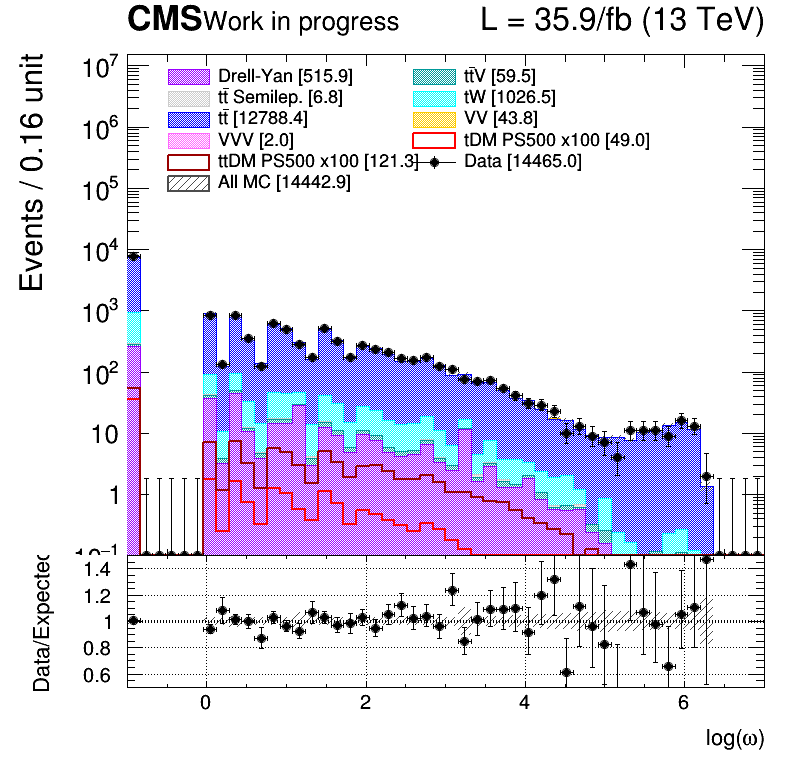 CMS Work in progress L = 35.9/fb (13 TeV)
Events / 0.16 unit
10⁷
10⁶
10⁵
10⁴
10³
10²
10
1
10⁻¹
Drell-Yan [515.9]
tt̄ Semilep. [6.8]
tt̄ [12788.4]
VVV [2.0]
ttDM PS500 x100 [121.3]
All MC [14442.9]
tt̄V [59.5]
tW [1026.5]
VV [43.8]
tDM PS500 x100 [49.0]
Data [14465.0]
Data/Expected
1.4
1.2
1
0.8
0.6
0 2 4 6
log(ω)